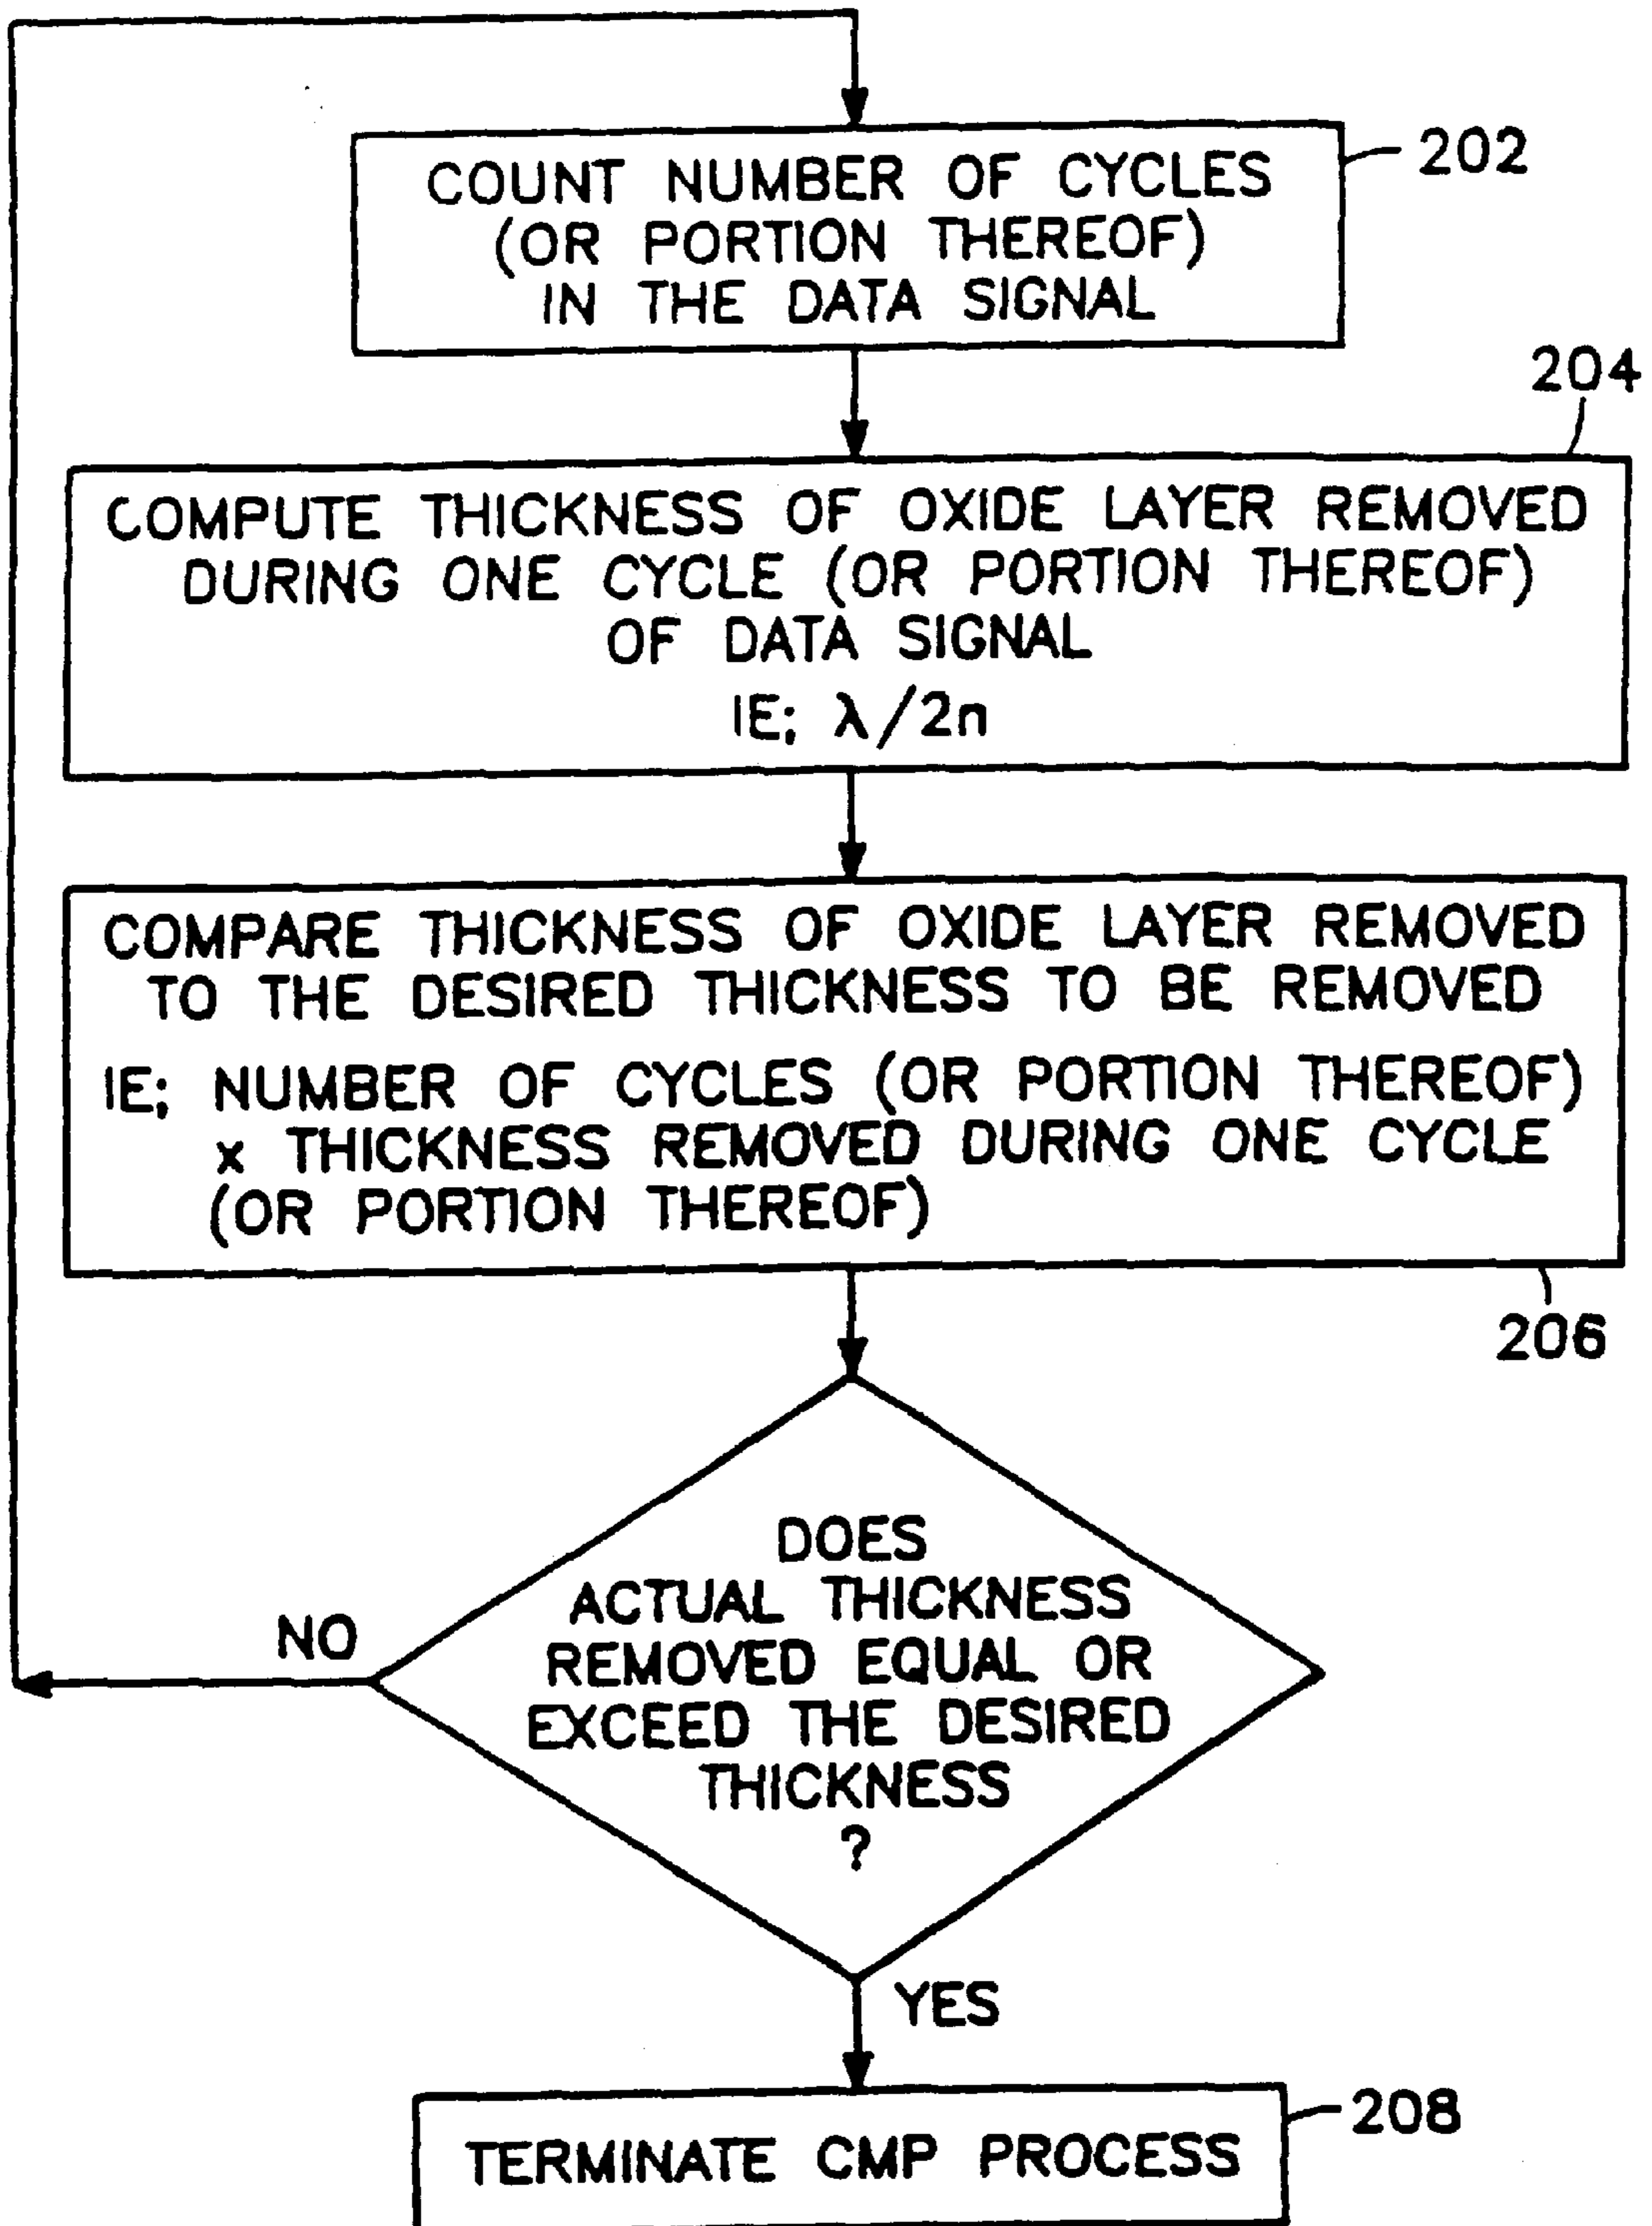 COUNT NUMBER OF CYCLES
(OR PORTION THEREOF)
IN THE DATA SIGNAL
202
204
COMPUTE THICKNESS OF OXIDE LAYER REMOVED
DURING ONE CYCLE (OR PORTION THEREOF)
OF DATA SIGNAL
IE; λ/2n
COMPARE THICKNESS OF OXIDE LAYER REMOVED
TO THE DESIRED THICKNESS TO BE REMOVED
IE; NUMBER OF CYCLES (OR PORTION THEREOF)
x THICKNESS REMOVED DURING ONE CYCLE
(OR PORTION THEREOF)
206
DOES
ACTUAL THICKNESS
REMOVED EQUAL OR
EXCEED THE DESIRED
THICKNESS
?
NO
YES
208
TERMINATE CMP PROCESS